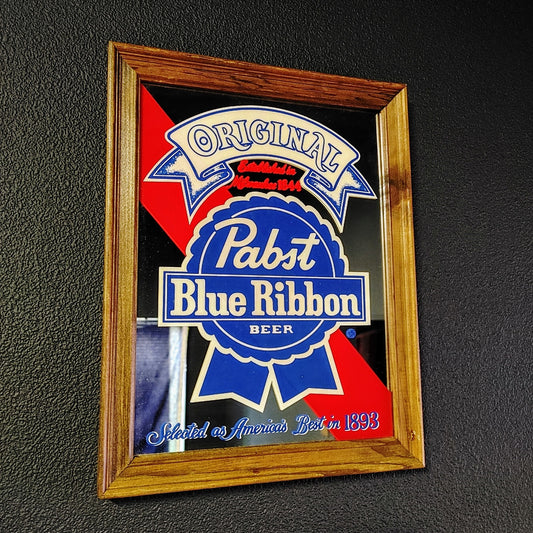 ORIGINAL
Established in
Milwaukee 1844
Pabst
Blue Ribbon
BEER
Selected as America's Best in 1893